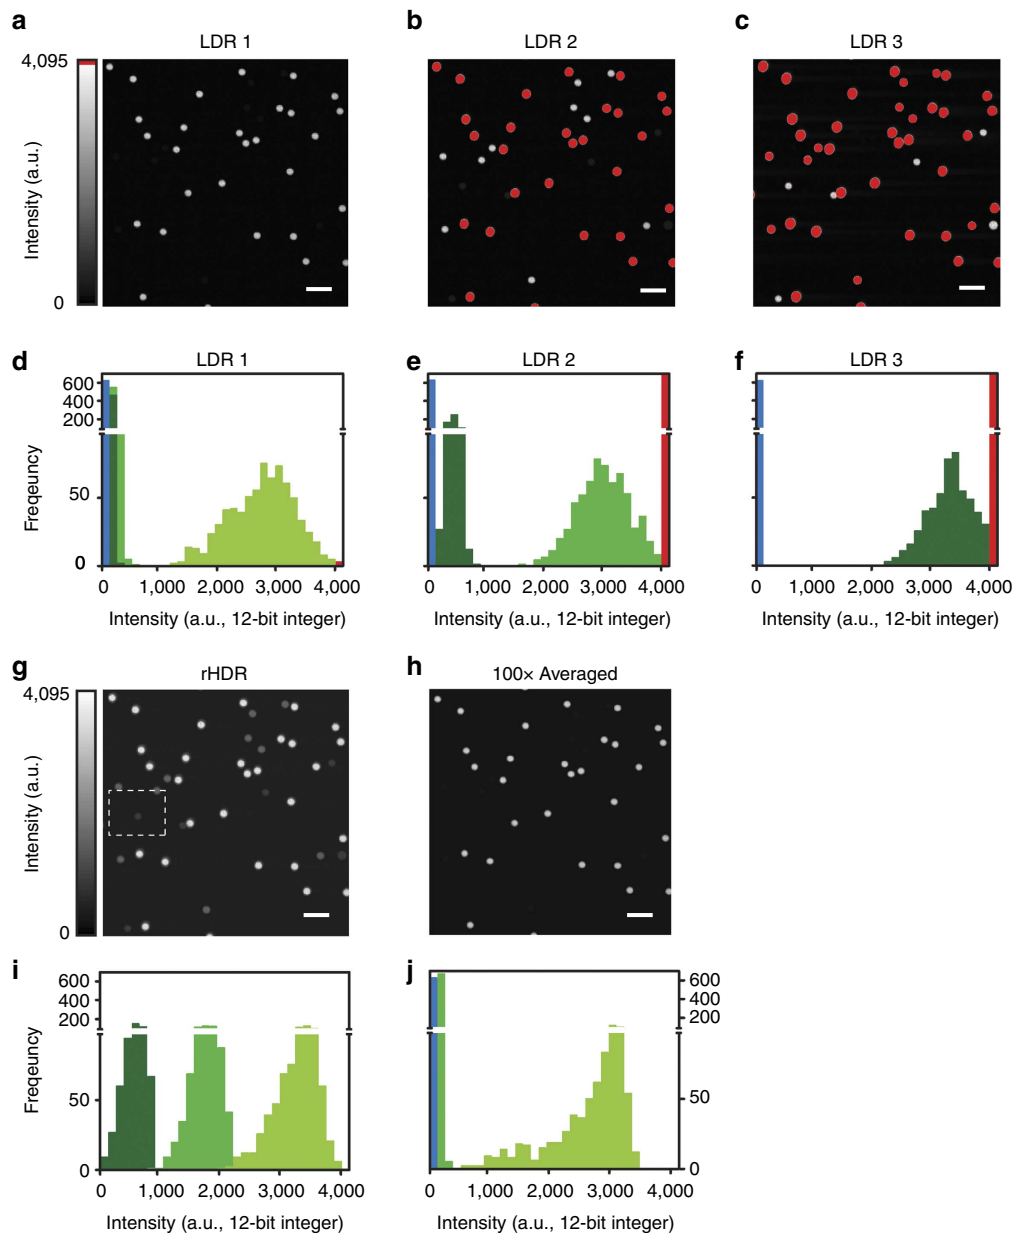 a
b
c
LDR 1
LDR 2
LDR 3
4,095
Intensity (a.u.)
0
d
e
f
LDR 1
LDR 2
LDR 3
600
400
200
50
0
Freqeuncy
0 1,000 2,000 3,000 4,000
0 1,000 2,000 3,000 4,000
0 1,000 2,000 3,000 4,000
Intensity (a.u., 12-bit integer)
Intensity (a.u., 12-bit integer)
Intensity (a.u., 12-bit integer)
g
h
rHDR
100× Averaged
4,095
Intensity (a.u.)
0
i
j
600
400
200
50
0
Freqeuncy
600
400
200
50
0
0 1,000 2,000 3,000 4,000
0 1,000 2,000 3,000 4,000
Intensity (a.u., 12-bit integer)
Intensity (a.u., 12-bit integer)